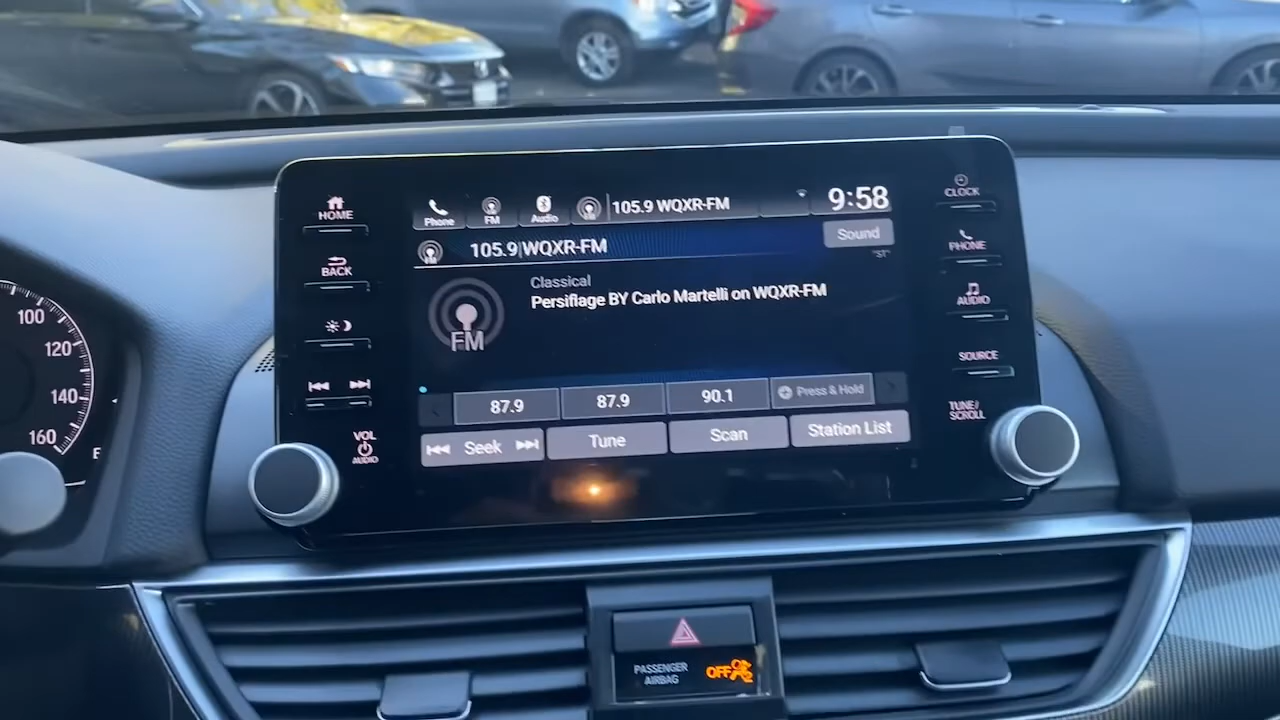 HOME
BACK
VOL
AUDIO
Phone
FM
Audio
105.9 WQXR-FM
9:58
105.9|WQXR-FM
Sound
"ST"
Classical
Persiflage BY Carlo Martelli on WQXR-FM
FM
87.9
87.9
90.1
Press & Hold
Seek
Tune
Scan
Station List
CLOCK
PHONE
AUDIO
SOURCE
TUNE/
SCROLL
100
120
140
160
E
PASSENGER
AIRBAG
OFF